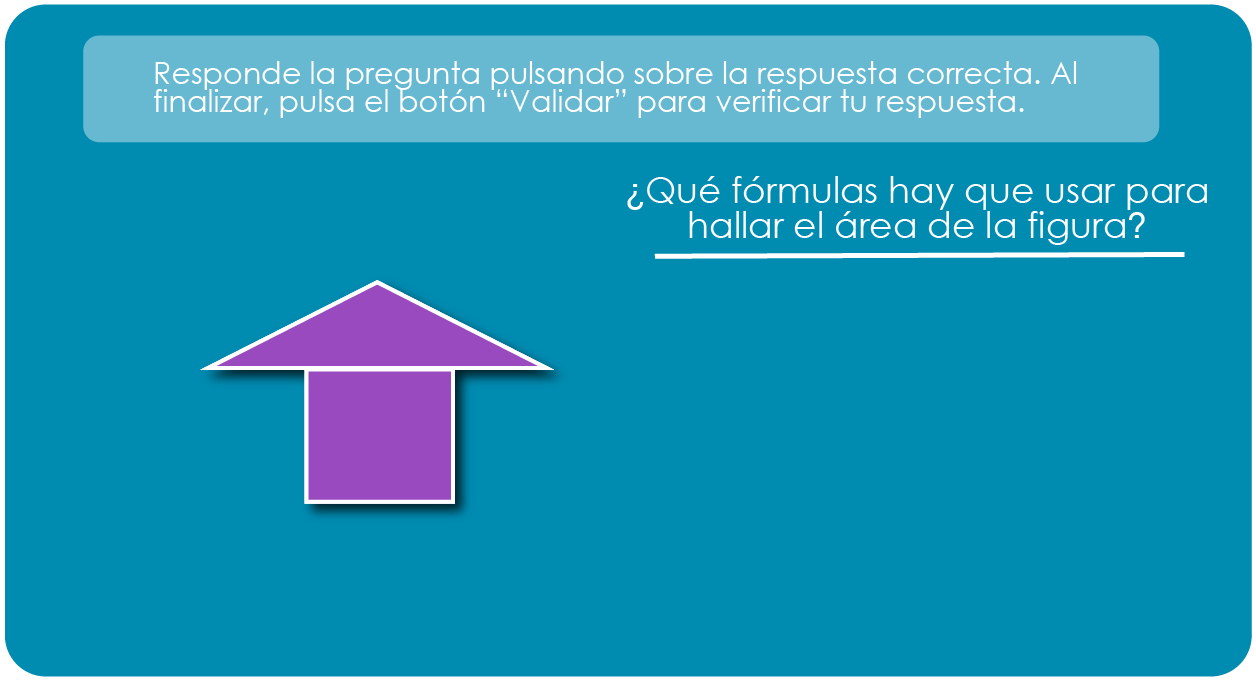 Responde la pregunta pulsando sobre la respuesta correcta. Al
finalizar, pulsa el botón “Validar” para verificar tu respuesta.
¿Qué fórmulas hay que usar para
hallar el área de la figura?